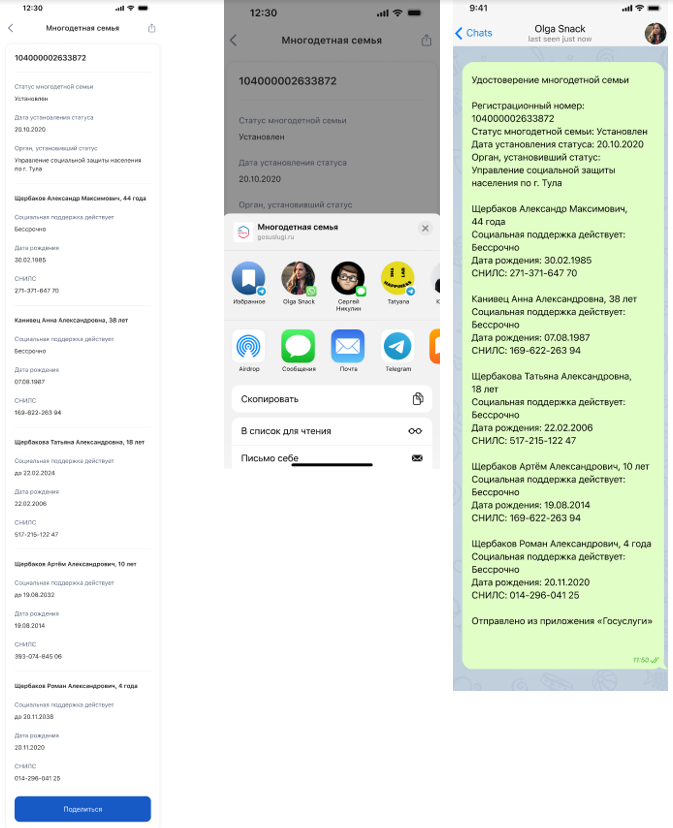 12:30
Многодетная семья
104000002633872
Статус многодетной семьи
Установлен
Дата установления статуса
20.10.2020
Орган, установивший статус
Управление социальной защиты населения
по г. Тула
Щербаков Александр Максимович, 44 года
Социальная поддержка действует
Бессрочно
Дата рождения
30.02.1985
СНИЛС
271-371-647 70
Канивец Анна Александровна, 38 лет
Социальная поддержка действует
Бессрочно
Дата рождения
07.08.1987
СНИЛС
169-622-263 94
Щербакова Татьяна Александровна, 18 лет
Социальная поддержка действует
до 22.02.2024
Дата рождения
22.02.2006
СНИЛС
517-215-122 47
Щербаков Артём Александрович, 10 лет
Социальная поддержка действует
до 19.08.2032
Дата рождения
19.08.2014
СНИЛС
393-074-845 06
Щербаков Роман Александрович, 4 года
Социальная поддержка действует
до 20.11.2038
Дата рождения
20.11.2020
СНИЛС
014-296-041 25
Поделиться
12:30
Многодетная семья
104000002633872
Статус многодетной семьи
Установлен
Дата установления статуса
20.10.2020
Орган, установивший статус
Многодетная семья
gosuslugi.ru
Избранное
Olga Snack
Сергей
Никулин
Tatyana
Airdrop
Сообщения
Почта
Telegram
Скопировать
В список для чтения
Письмо себе
9:41
Chats
Olga Snack
last seen just now
Удостоверение многодетной семьи
Регистрационный номер:
104000002633872
Статус многодетной семьи: Установлен
Дата установления статуса: 20.10.2020
Орган, установивший статус:
Управление социальной защиты
населения по г. Тула
Щербаков Александр Максимович,
44 года
Социальная поддержка действует:
Бессрочно
Дата рождения: 30.02.1985
СНИЛС: 271-371-647 70
Канивец Анна Александровна, 38 лет
Социальная поддержка действует:
Бессрочно
Дата рождения: 07.08.1987
СНИЛС: 169-622-263 94
Щербакова Татьяна Александровна,
18 лет
Социальная поддержка действует:
Бессрочно
Дата рождения: 22.02.2006
СНИЛС: 517-215-122 47
Щербаков Артём Александрович, 10 лет
Социальная поддержка действует:
Бессрочно
Дата рождения: 19.08.2014
СНИЛС: 169-622-263 94
Щербаков Роман Александрович, 4 года
Социальная поддержка действует:
Бессрочно
Дата рождения: 20.11.2020
СНИЛС: 014-296-041 25
Отправлено из приложения «Госуслуги»
11:50